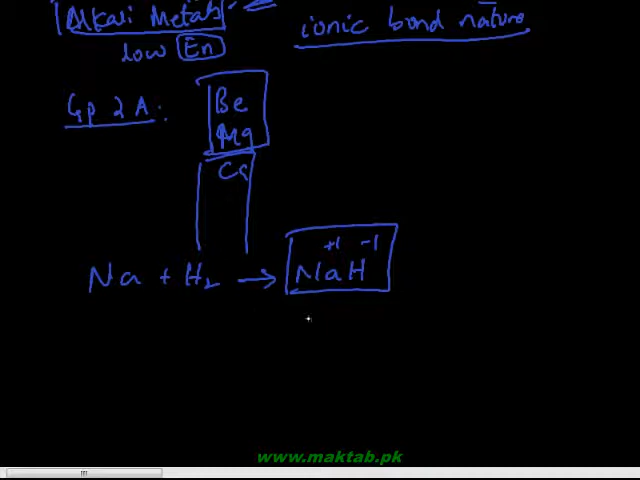 Alkali Metals
ionic bond nature
low En
Gp 2 A :
Be
Mg
Ca
Na + H₂ → NaH
+1 -1
www.maktab.pk